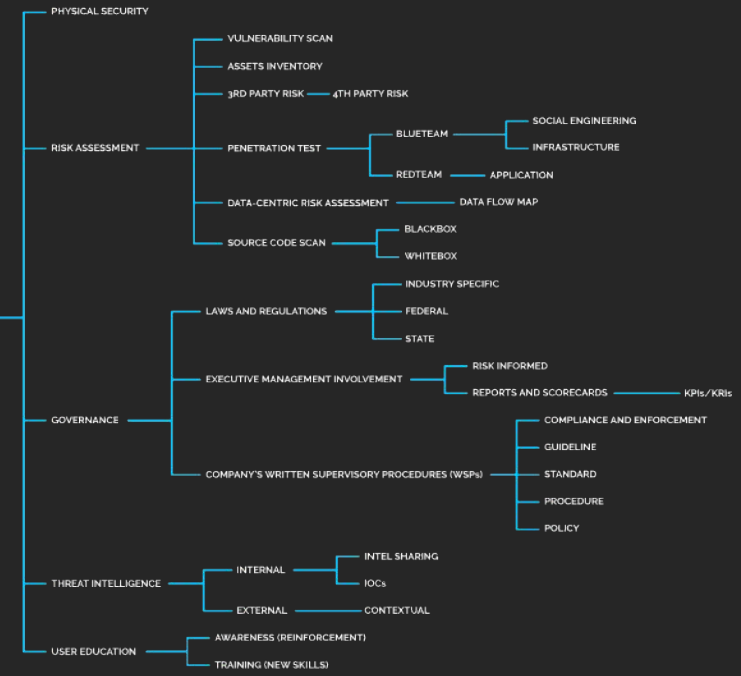 PHYSICAL SECURITY
VULNERABILITY SCAN
ASSETS INVENTORY
3RD PARTY RISK
4TH PARTY RISK
SOCIAL ENGINEERING
BLUETEAM
RISK ASSESSMENT
PENETRATION TEST
INFRASTRUCTURE
REDTEAM
APPLICATION
DATA-CENTRIC RISK ASSESSMENT
DATA FLOW MAP
BLACKBOX
SOURCE CODE SCAN
WHITEBOX
INDUSTRY SPECIFIC
LAWS AND REGULATIONS
FEDERAL
STATE
RISK INFORMED
EXECUTIVE MANAGEMENT INVOLVEMENT
REPORTS AND SCORECARDS
KPIs/KRIs
GOVERNANCE
COMPLIANCE AND ENFORCEMENT
GUIDELINE
COMPANY'S WRITTEN SUPERVISORY PROCEDURES (WSPs)
STANDARD
PROCEDURE
POLICY
INTEL SHARING
INTERNAL
THREAT INTELLIGENCE
IOCs
EXTERNAL
CONTEXTUAL
AWARENESS (REINFORCEMENT)
USER EDUCATION
TRAINING (NEW SKILLS)